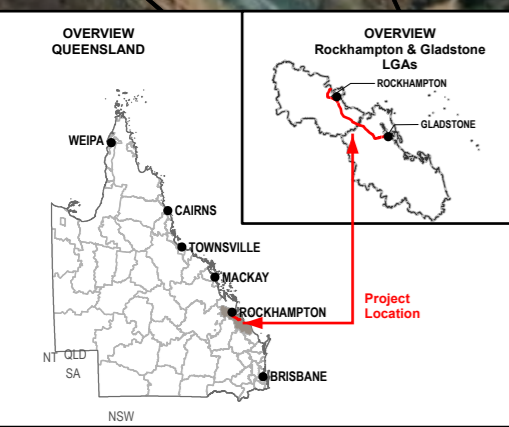 OVERVIEW
QUEENSLAND
WEIPA
CAIRNS
TOWNSVILLE
MACKAY
ROCKHAMPTON
BRISBANE
NT QLD
SA
NSW
OVERVIEW
Rockhampton & Gladstone
LGAs
ROCKHAMPTON
GLADSTONE
Project
Location